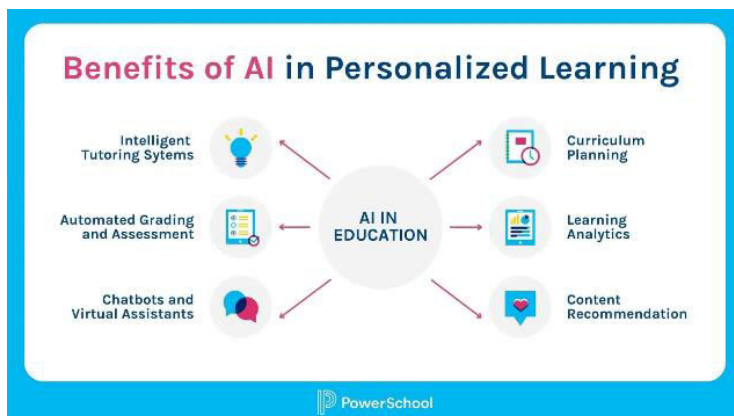 Benefits of AI in Personalized Learning
Intelligent
Tutoring Sytems
Automated Grading
and Assessment
Chatbots and
Virtual Assistants
AI IN
EDUCATION
Curriculum
Planning
Learning
Analytics
Content
Recommendation
PowerSchool